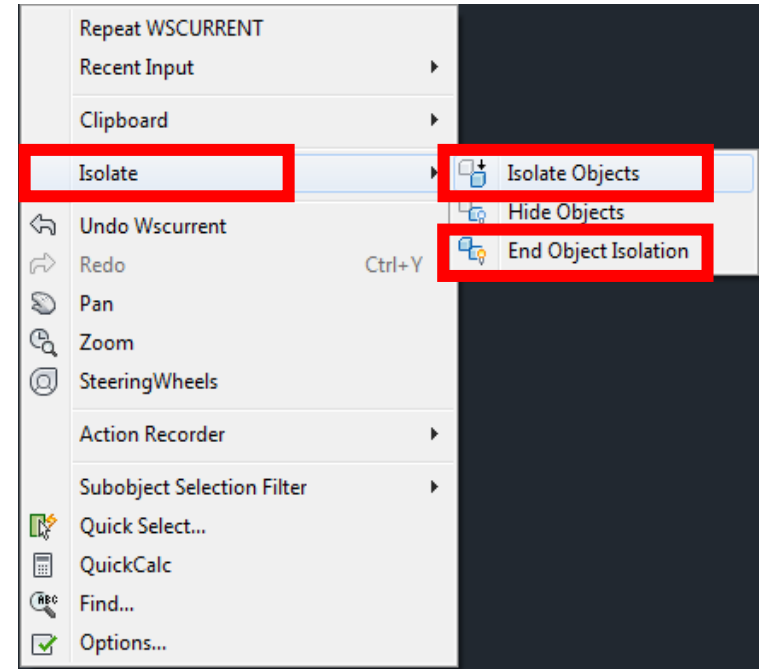 Repeat WSCURRENT
Recent Input
Clipboard
Isolate
Isolate Objects
Hide Objects
End Object Isolation
Undo Wscurrent
Redo Ctrl+Y
Pan
Zoom
SteeringWheels
Action Recorder
Subobject Selection Filter
Quick Select...
QuickCalc
Find...
Options...